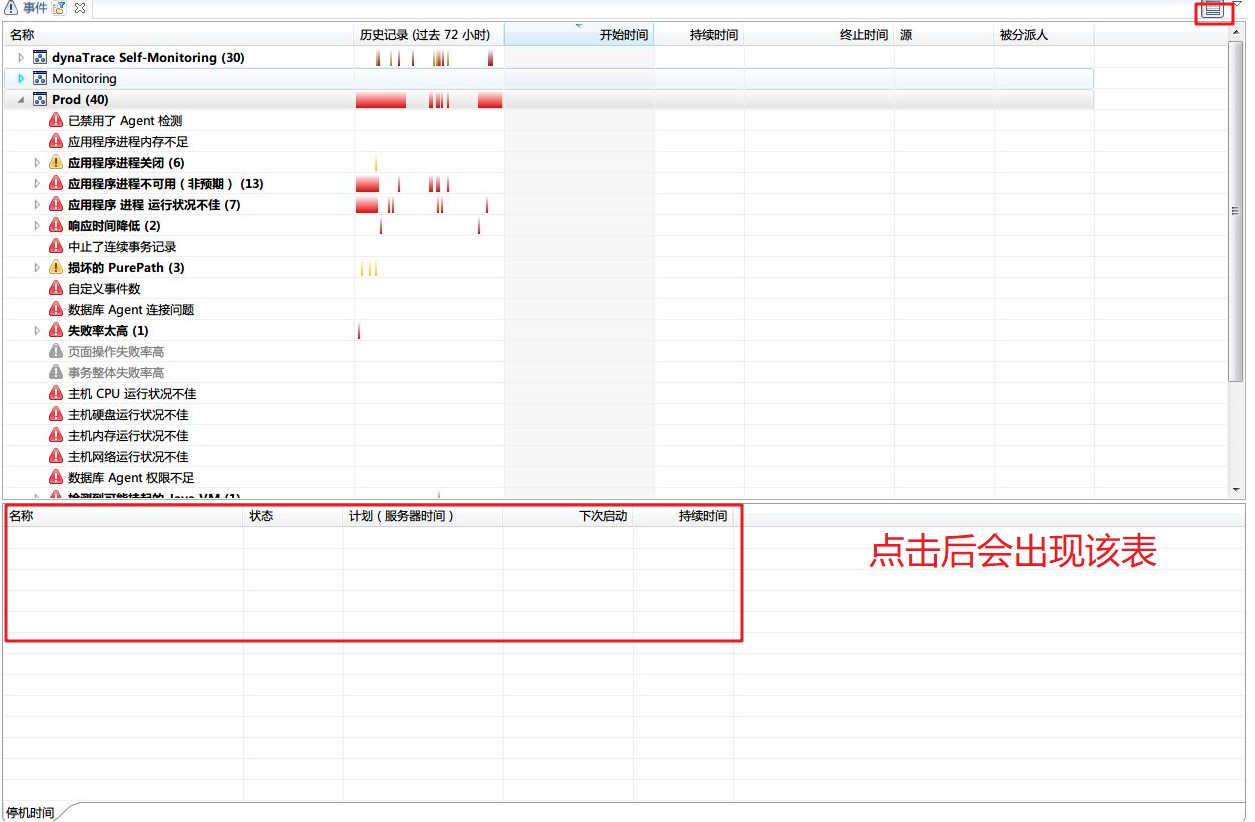 事件
名称 历史记录 (过去 72 小时) 开始时间 持续时间 终止时间 源 被分派人
dynaTrace Self-Monitoring (30)
Monitoring
Prod (40)
已禁用了 Agent 检测
应用程序进程内存不足
应用程序进程关闭 (6)
应用程序进程不可用 ( 非预期 ) (13)
应用程序 进程 运行状况不佳 (7)
响应时间降低 (2)
中止了连续事务记录
损坏的 PurePath (3)
自定义事件数
数据库 Agent 连接问题
失败率太高 (1)
页面操作失败率高
事务整体失败率高
主机 CPU 运行状况不佳
主机硬盘运行状况不佳
主机内存运行状况不佳
主机网络运行状况不佳
数据库 Agent 权限不足
检测到可能挂起的 Java VM (1)
名称 状态 计划 ( 服务器时间 ) 下次启动 持续时间
点击后会出现该表
停机时间